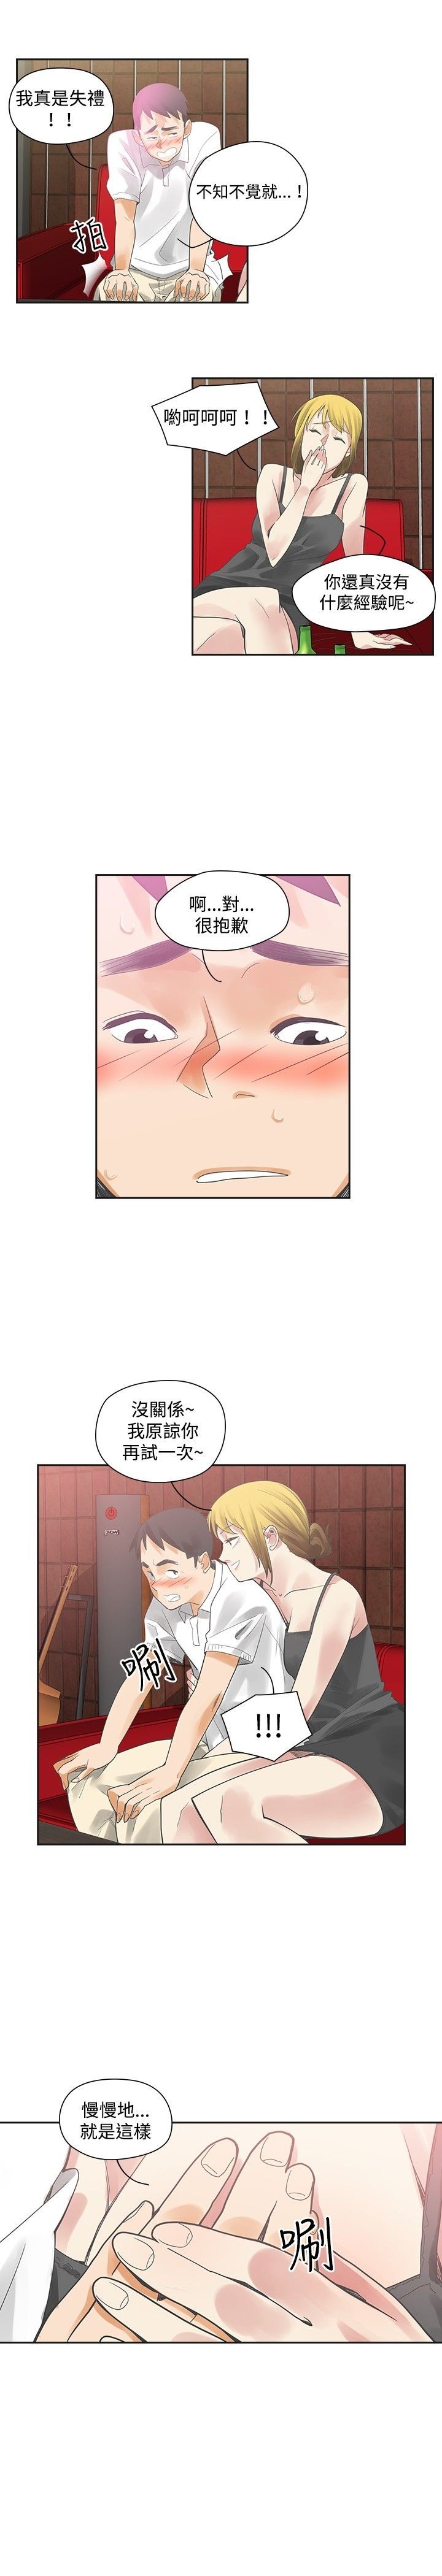 我真是失禮
！！
不知不覺就...！
拍
喲呵呵呵！！
你還真沒有
什麼經驗呢~
啊...對...
很抱歉
沒關係~
我原諒你
再試一次~
唰
!!!
慢慢地...
就是這樣
唰